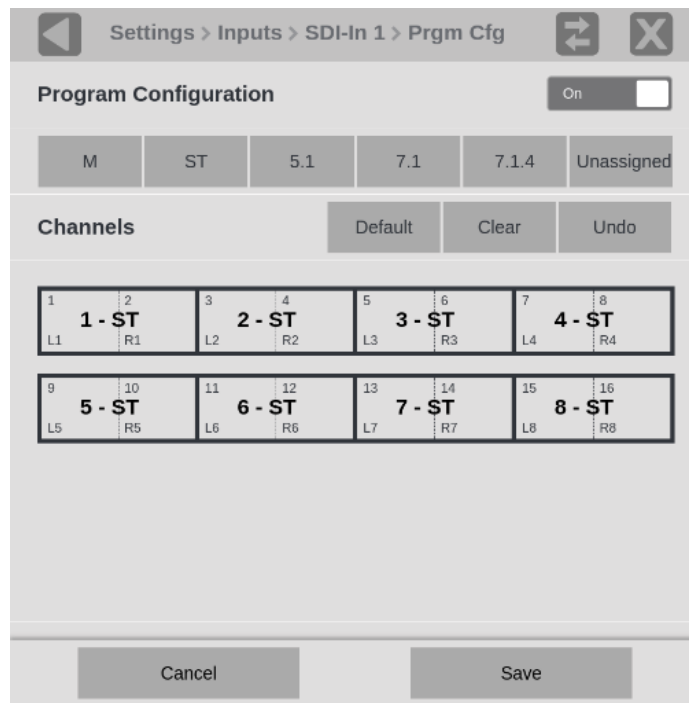 Settings > Inputs > SDI-In 1 > Prgm Cfg
Program Configuration On
M ST 5.1 7.1 7.1.4 Unassigned
Channels Default Clear Undo
1 2 3 4 5 6 7 8
1 - ST 2 - ST 3 - ST 4 - ST
L1 R1 L2 R2 L3 R3 L4 R4
9 10 11 12 13 14 15 16
5 - ST 6 - ST 7 - ST 8 - ST
L5 R5 L6 R6 L7 R7 L8 R8
Cancel Save